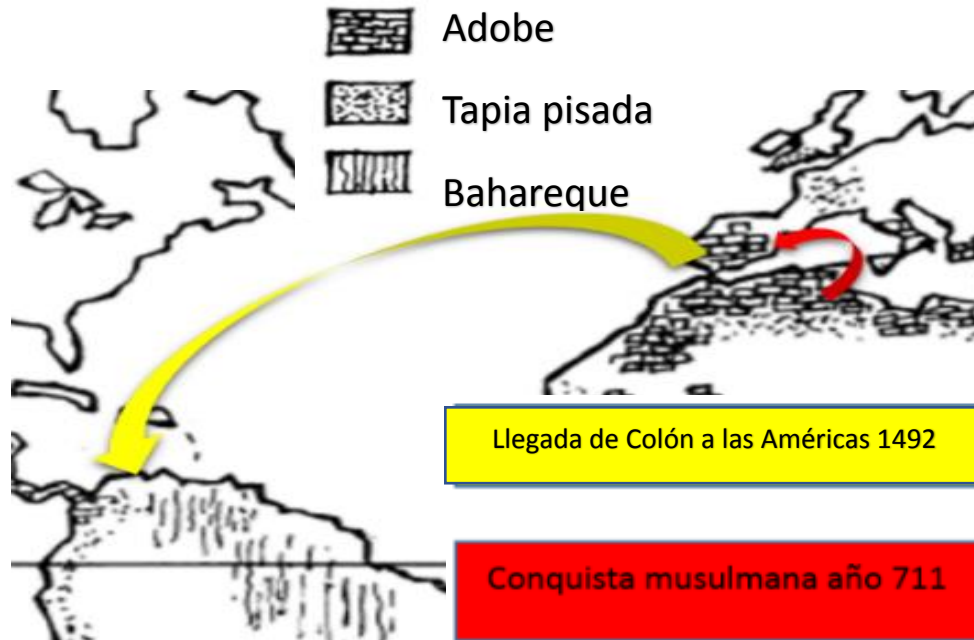 Adobe
Tapia pisada
Bahareque
Llegada de Colón a las Américas 1492
Conquista musulmana año 711